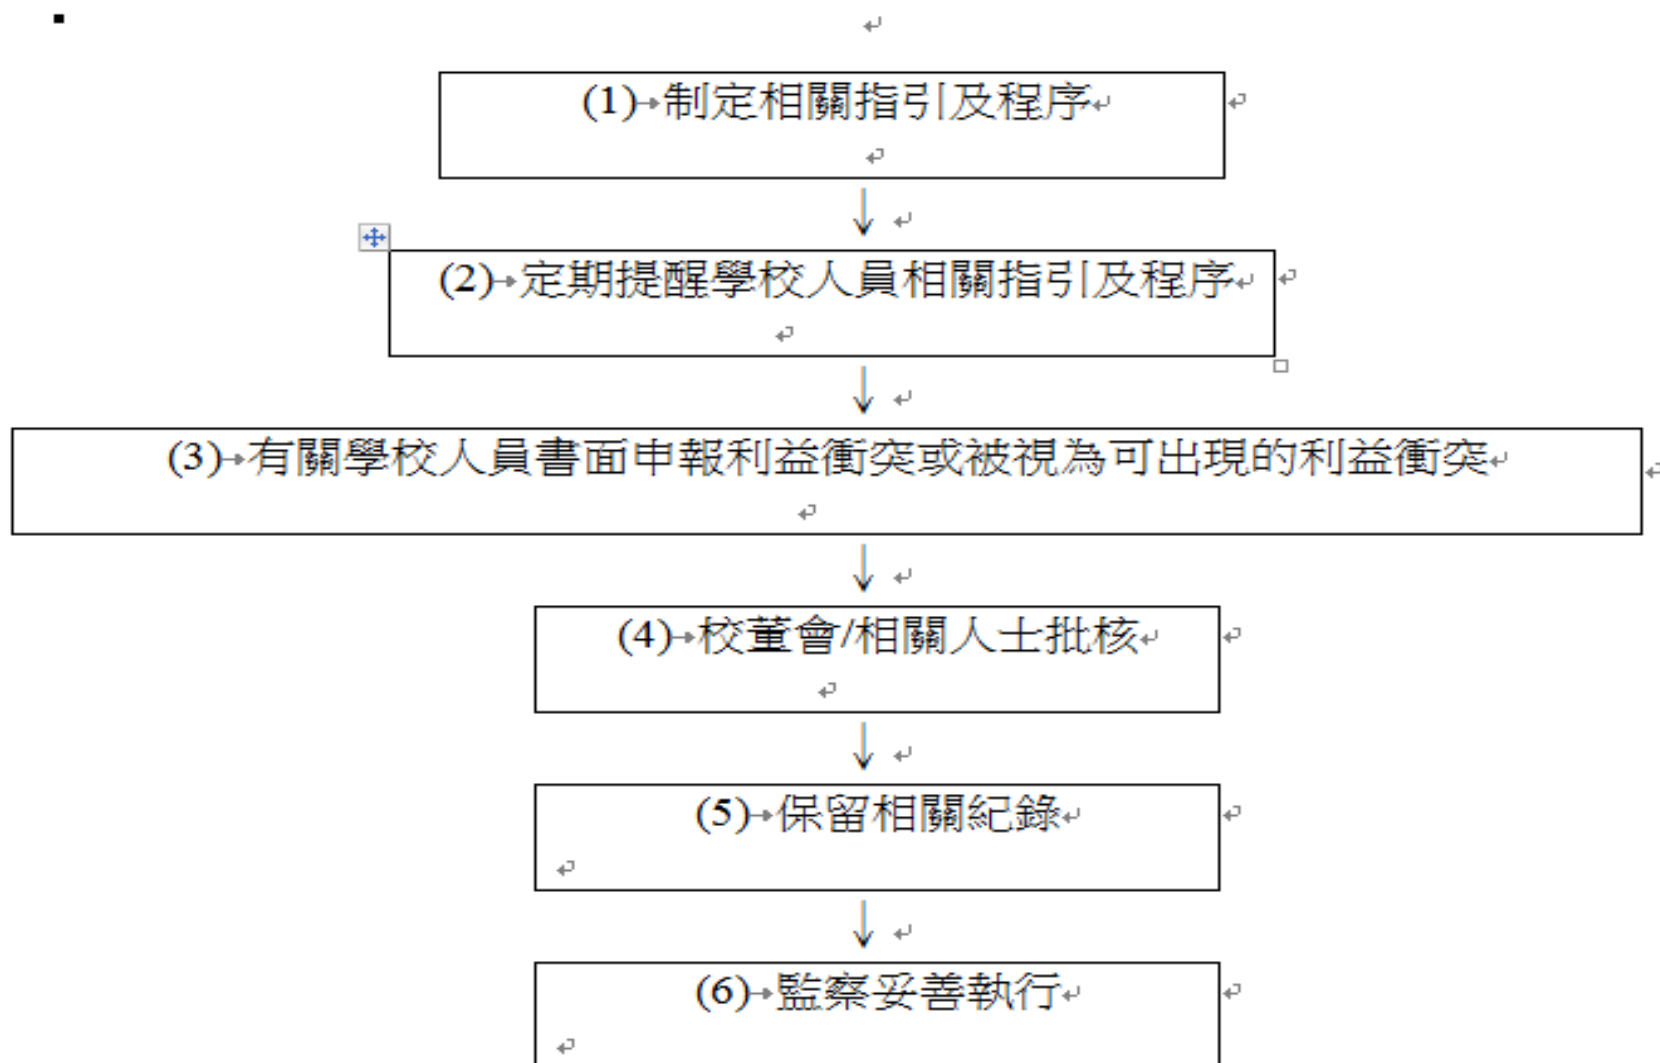 (1)制定相關指引及程序
(2)定期提醒學校人員相關指引及程序
(3)有關學校人員書面申報利益衝突或被視為可出現的利益衝突
(4)校董會/相關人士批核
(5)保留相關紀錄
(6)監察妥善執行